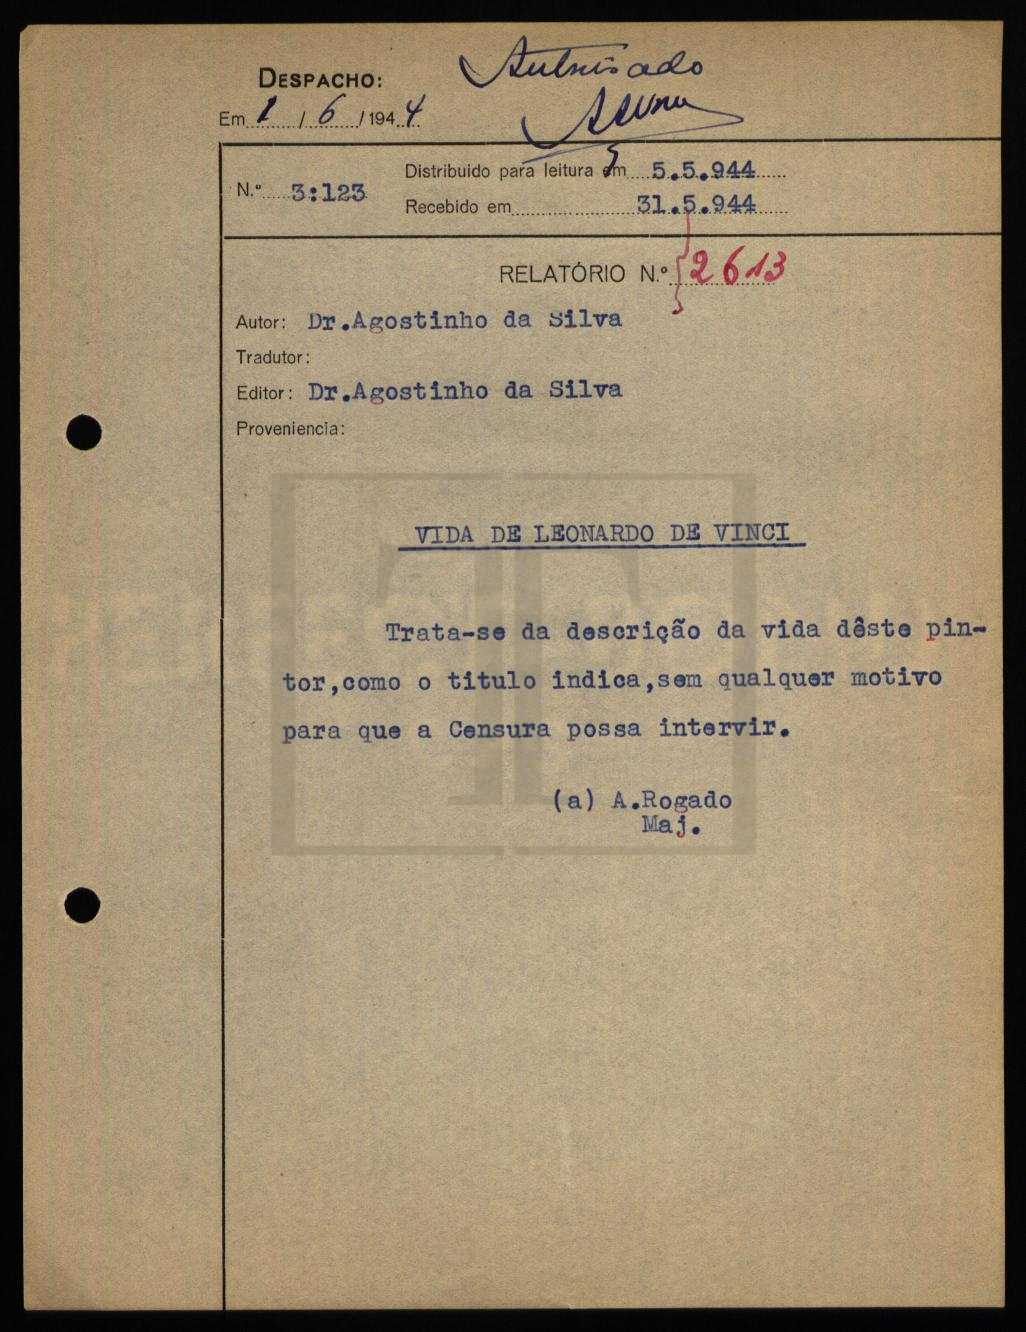 Autorisado
DESPACHO:
Em 1 / 6 / 1944
Distribuido para leitura em 5.5.944
N.º 3:123
Recebido em 31.5.944
RELATÓRIO N.º 2613
Autor: Dr.Agostinho da Silva
Tradutor:
Editor: Dr.Agostinho da Silva
Proveniencia:
VIDA DE LEONARDO DE VINCI
Trata-se da descrição da vida dêste pin-
tor,como o titulo indica,sem qualquer motivo
para que a Censura possa intervir.
(a) A.Rogado
Maj.